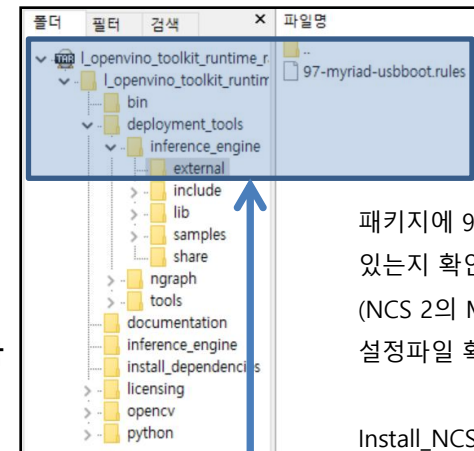 폴더 필터 검색 × 파일명
l_openvino_toolkit_runtime_r
l_openvino_toolkit_runtim
bin
deployment_tools
inference_engine
external
include
lib
samples
share
ngraph
tools
documentation
inference_engine
install_dependencies
licensing
opencv
python
..
97-myriad-usbboot.rules
패키지에 9
있는지 확인
(NCS 2의 M
설정파일 확
Install_NCS